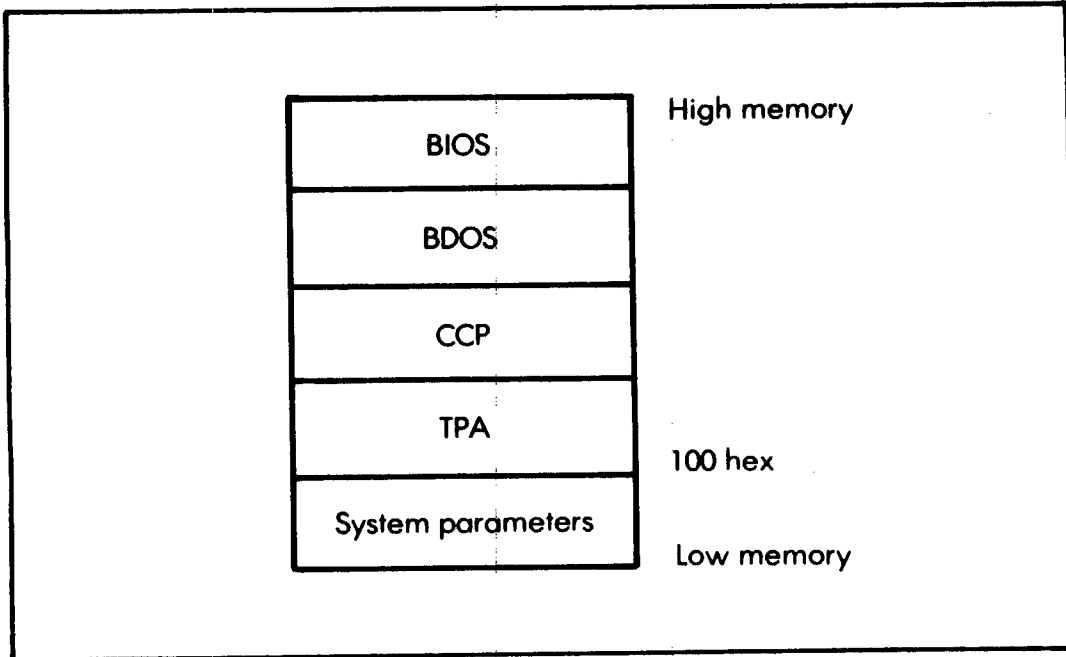 High memory
BIOS
BDOS
CCP
TPA
100 hex
System parameters
Low memory